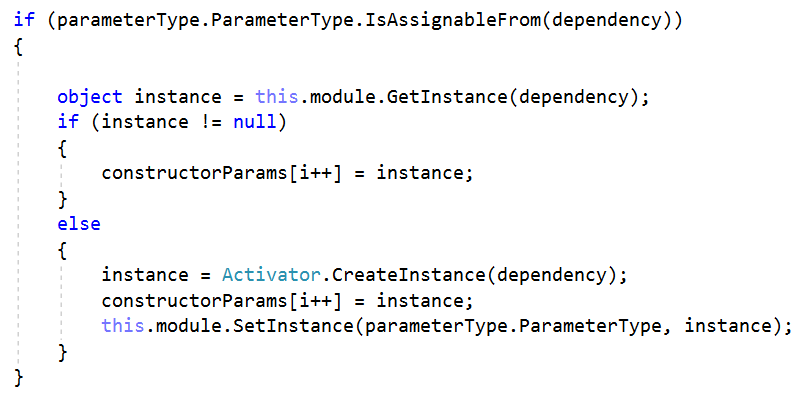 if (parameterType.ParameterType.IsAssignableFrom(dependency))
{
object instance = this.module.GetInstance(dependency);
if (instance != null)
{
constructorParams[i++] = instance;
}
else
{
instance = Activator.CreateInstance(dependency);
constructorParams[i++] = instance;
this.module.SetInstance(parameterType.ParameterType, instance);
}
}